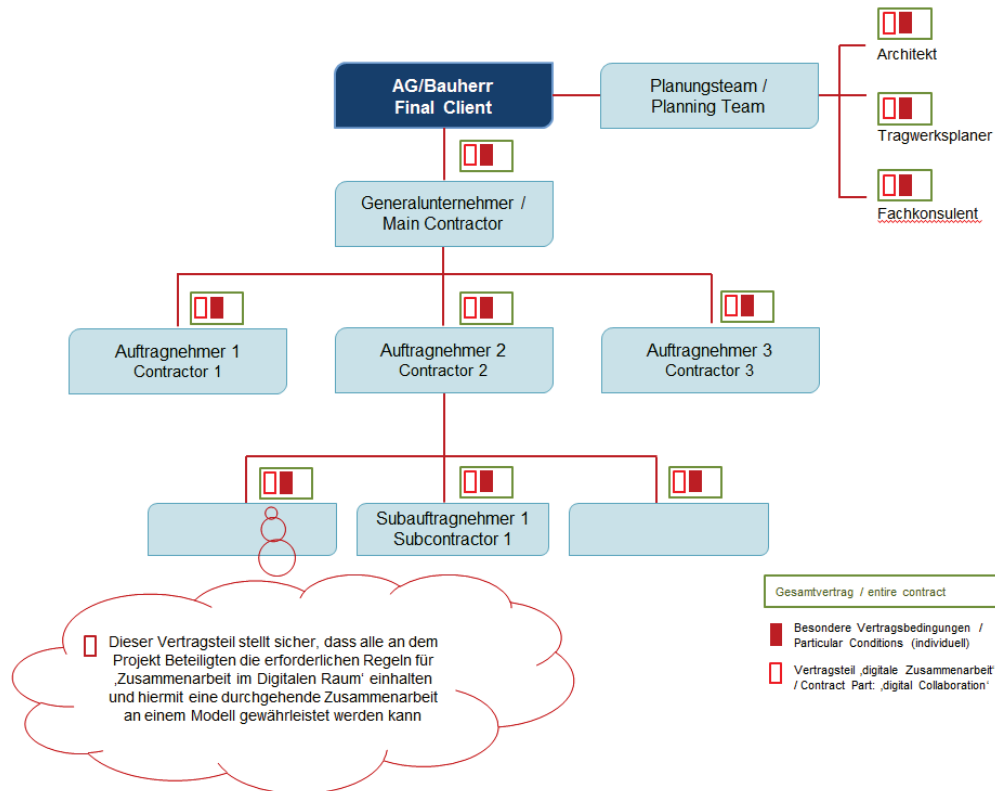 Architekt
AG/Bauherr
Final Client
Planungsteam /
Planning Team
Tragwerksplaner
Fachkonsulent
Generalunternehmer /
Main Contractor
Auftragnehmer 1
Contractor 1
Auftragnehmer 2
Contractor 2
Auftragnehmer 3
Contractor 3
Subauftragnehmer 1
Subcontractor 1
Dieser Vertragsteil stellt sicher, dass alle an dem
Projekt Beteiligten die erforderlichen Regeln für
‚Zusammenarbeit im Digitalen Raum‘ einhalten
und hiermit eine durchgehende Zusammenarbeit
an einem Modell gewährleistet werden kann
Gesamtvertrag / entire contract
Besondere Vertragsbedingungen /
Particular Conditions (individuell)
Vertragsteil ‚digitale Zusammenarbeit‘
/ Contract Part: ‚digital Collaboration‘